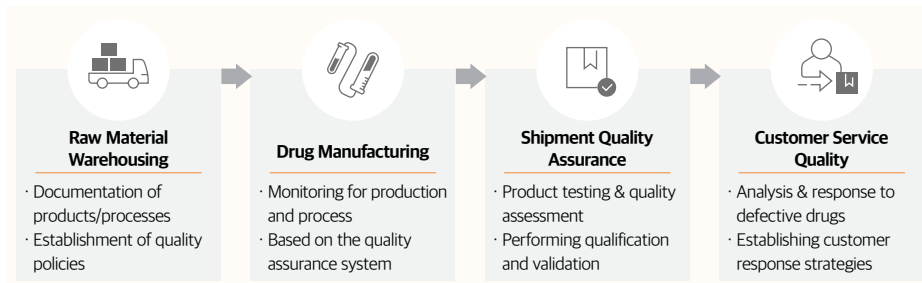 Raw Material
Warehousing
· Documentation of
products/processes
· Establishment of quality
policies
Drug Manufacturing
· Monitoring for production
and process
· Based on the quality
assurance system
Shipment Quality
Assurance
· Product testing & quality
assessment
· Performing qualification
and validation
Customer Service
Quality
· Analysis & response to
defective drugs
· Establishing customer
response strategies